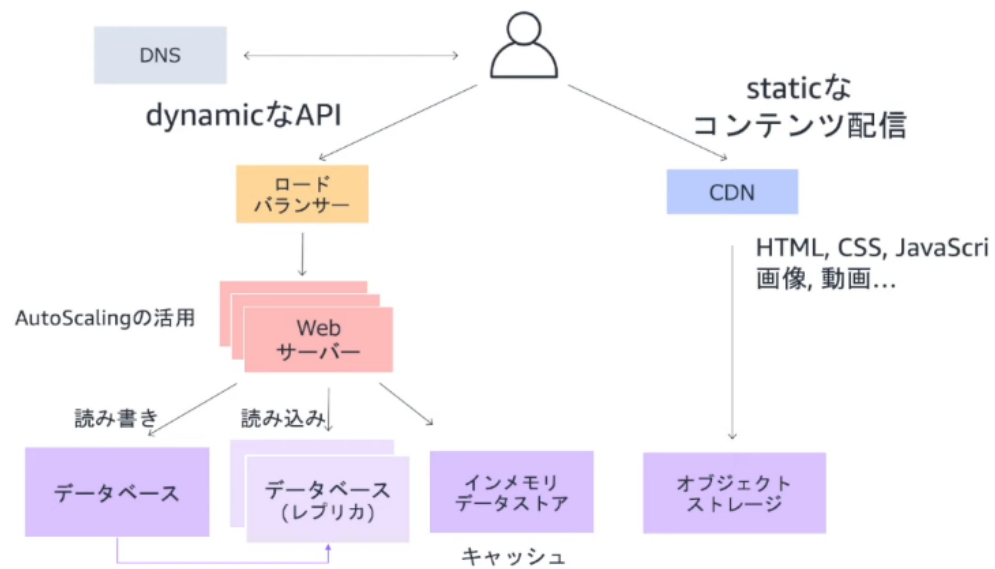 DNS
dynamicなAPI
staticな
コンテンツ配信
ロード
バランサー
CDN
HTML, CSS, JavaScri
画像, 動画…
AutoScalingの活用
Web
サーバー
読み書き
読み込み
データベース
データベース
(レプリカ)
インメモリ
データストア
オブジェクト
ストレージ
キャッシュ